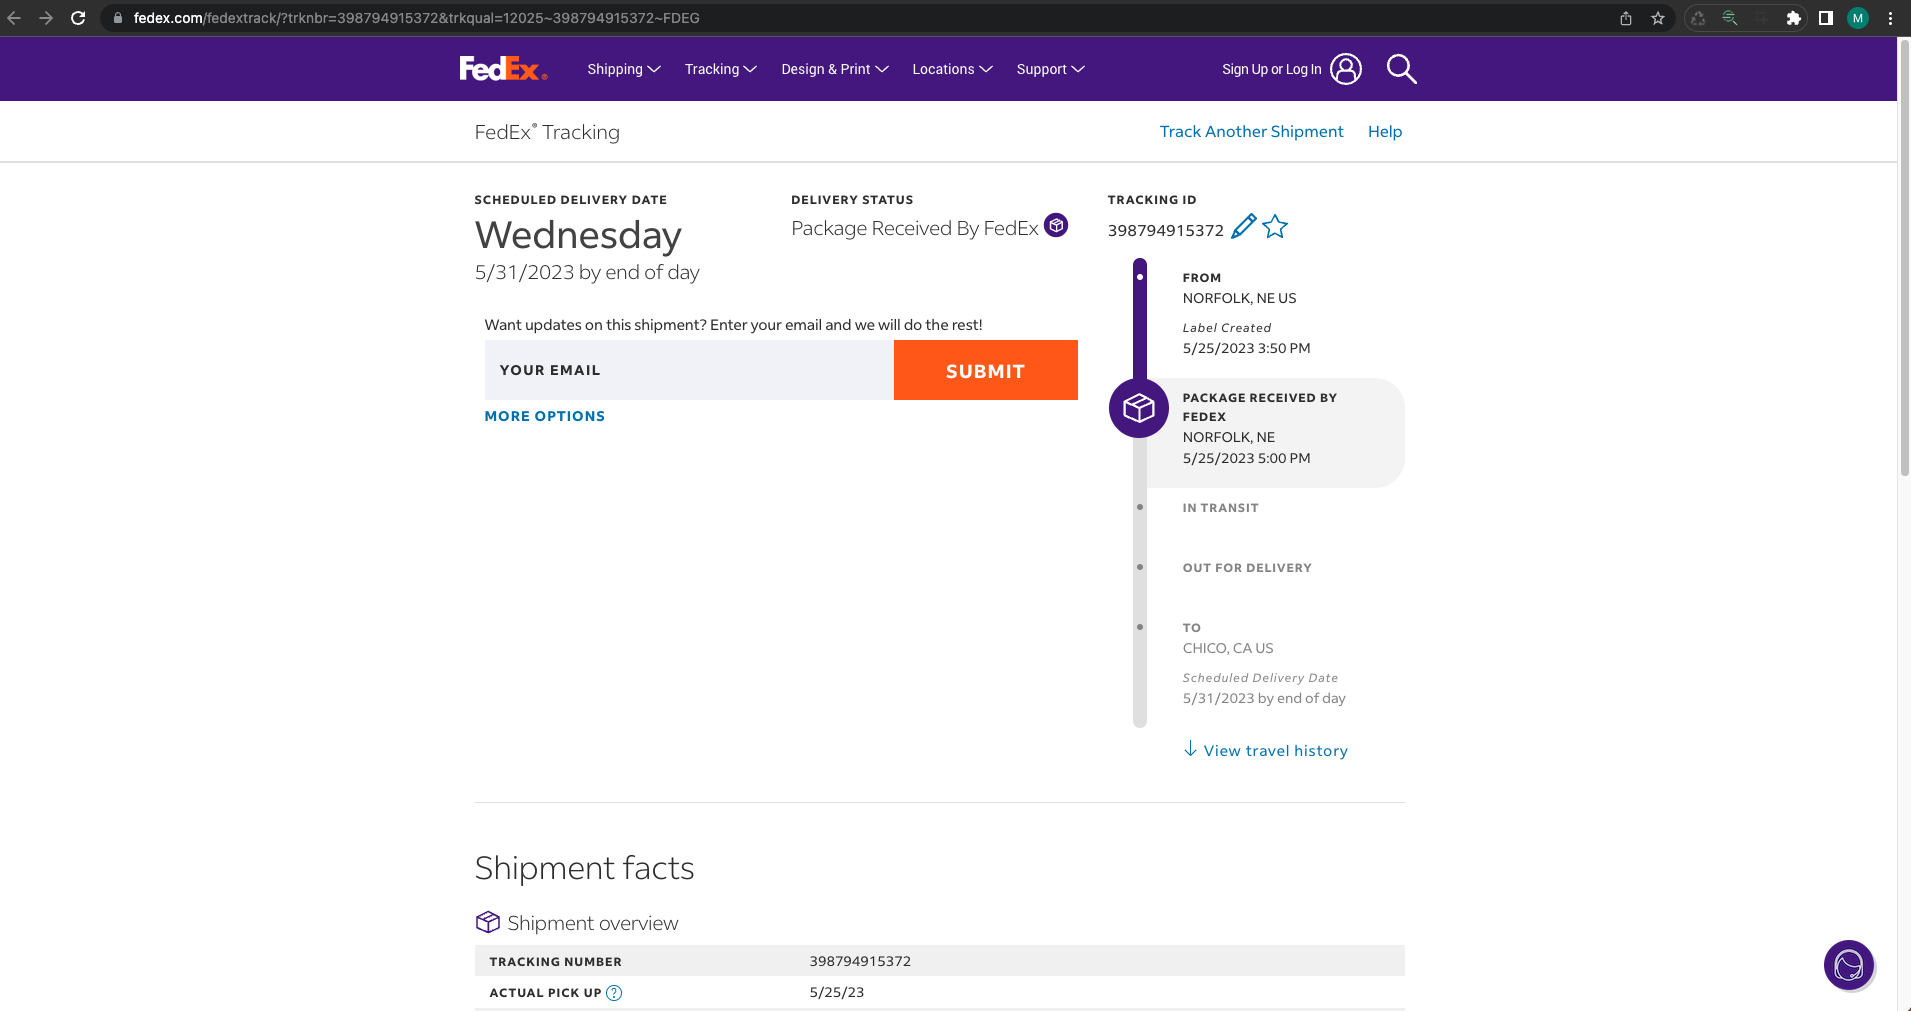 fedex.com/fedextrack/?trknbr=398794915372&trkqual=12025~398794915372~FDEG
M
FedEx®
Shipping
Tracking
Design & Print
Locations
Support
Sign Up or Log In
FedEx® Tracking
Track Another Shipment
Help
SCHEDULED DELIVERY DATE
Wednesday
5/31/2023 by end of day
DELIVERY STATUS
Package Received By FedEx
Want updates on this shipment? Enter your email and we will do the rest!
YOUR EMAIL
SUBMIT
MORE OPTIONS
TRACKING ID
398794915372
FROM
NORFOLK, NE US
Label Created
5/25/2023 3:50 PM
PACKAGE RECEIVED BY
FEDEX
NORFOLK, NE
5/25/2023 5:00 PM
IN TRANSIT
OUT FOR DELIVERY
TO
CHICO, CA US
Scheduled Delivery Date
5/31/2023 by end of day
View travel history
Shipment facts
Shipment overview
TRACKING NUMBER 398794915372
ACTUAL PICK UP ? 5/25/23